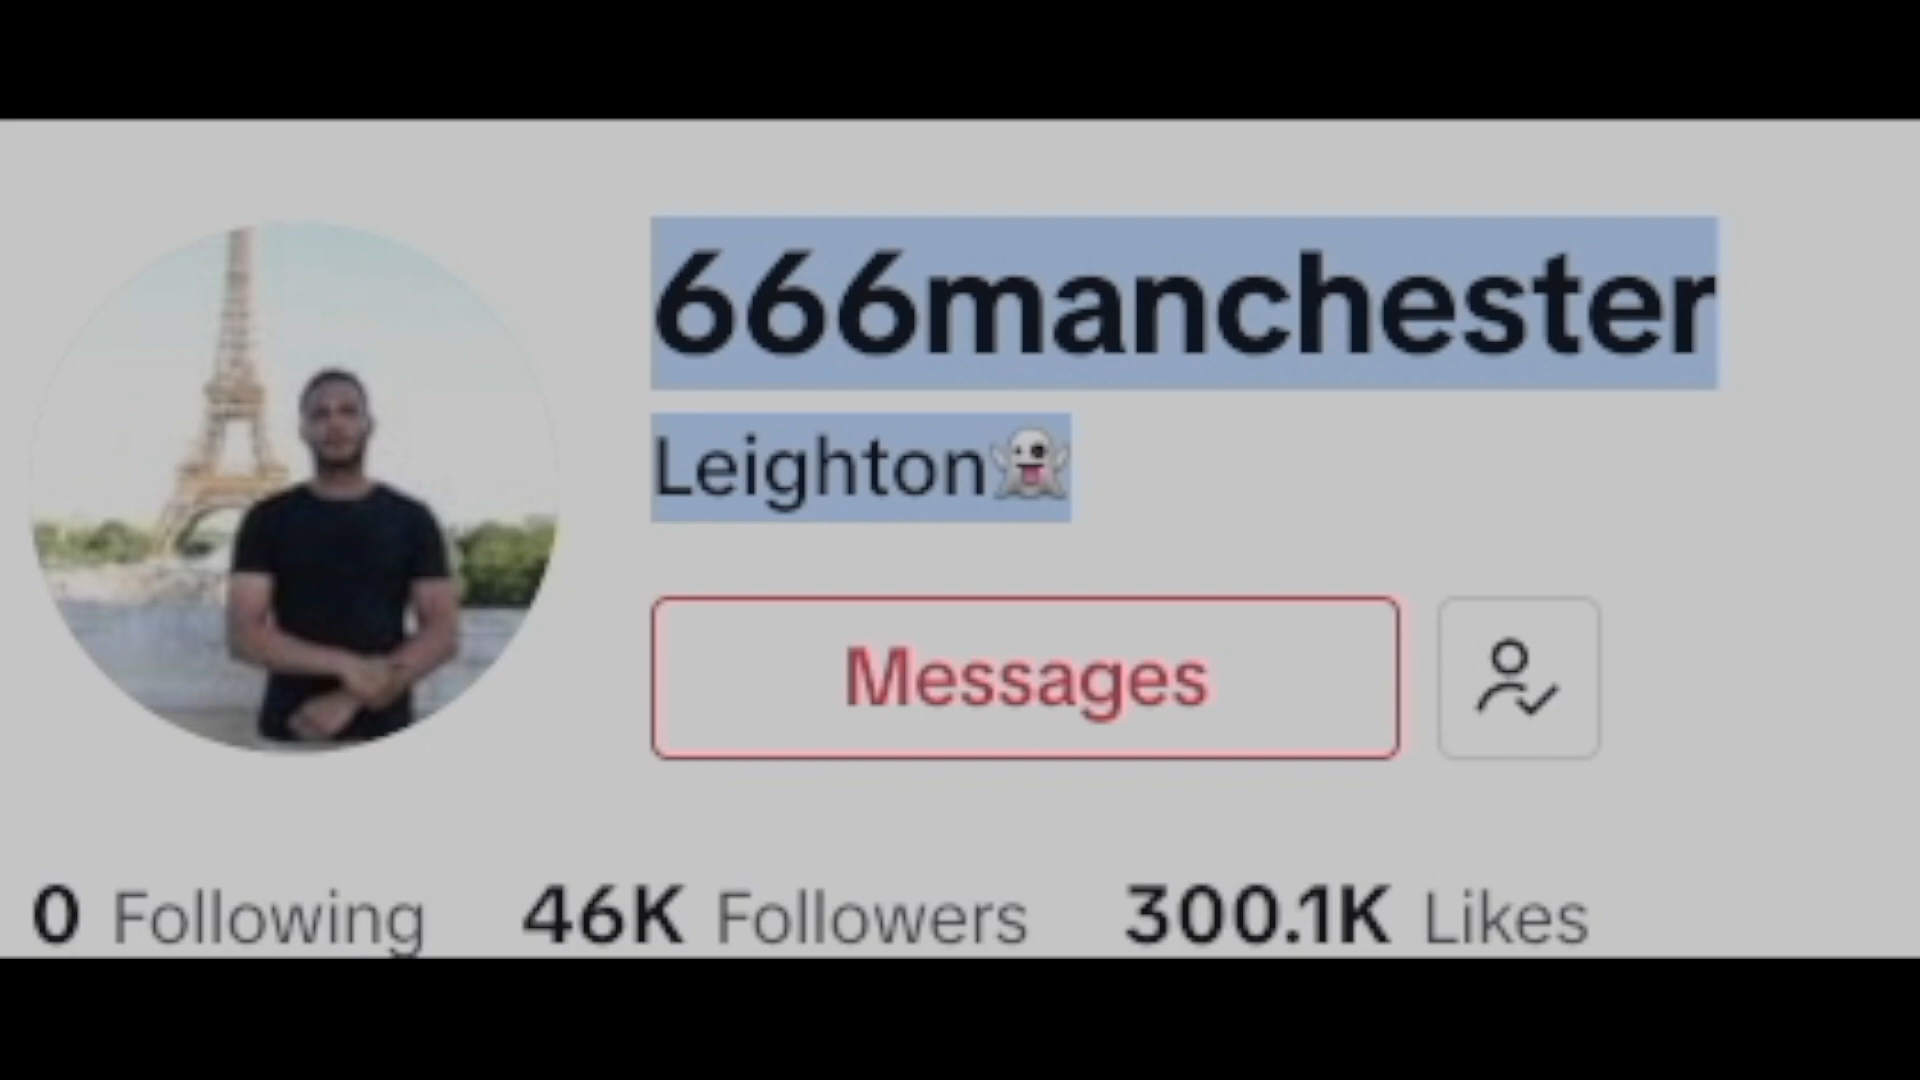 666manchester
Leighton👻
Messages
0 Following 46K Followers 300.1K Likes